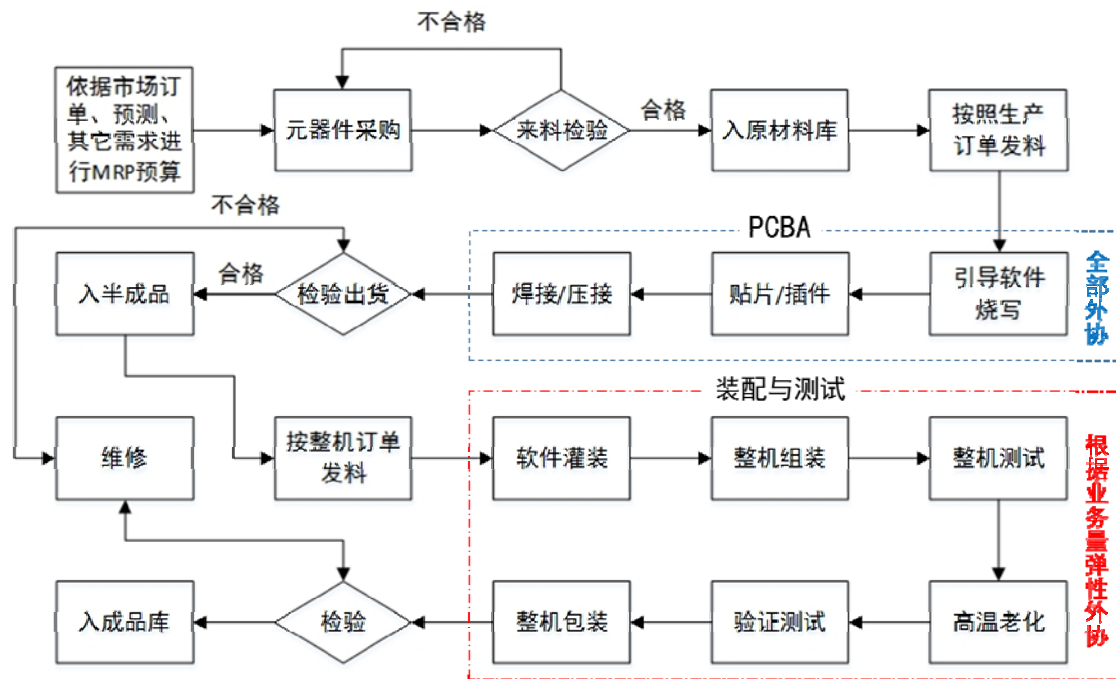 不合格
依据市场订
单、预测、
其它需求进
行MRP预算
元器件采购
来料检验
合格
入原材料库
按照生产
订单发料
不合格
PCBA
入半成品
合格
检验出货
焊接/压接
贴片/插件
引导软件
烧写
全部外协
装配与测试
维修
按整机订单
发料
软件灌装
整机组装
整机测试
根据业务量弹性外协
入成品库
检验
整机包装
验证测试
高温老化